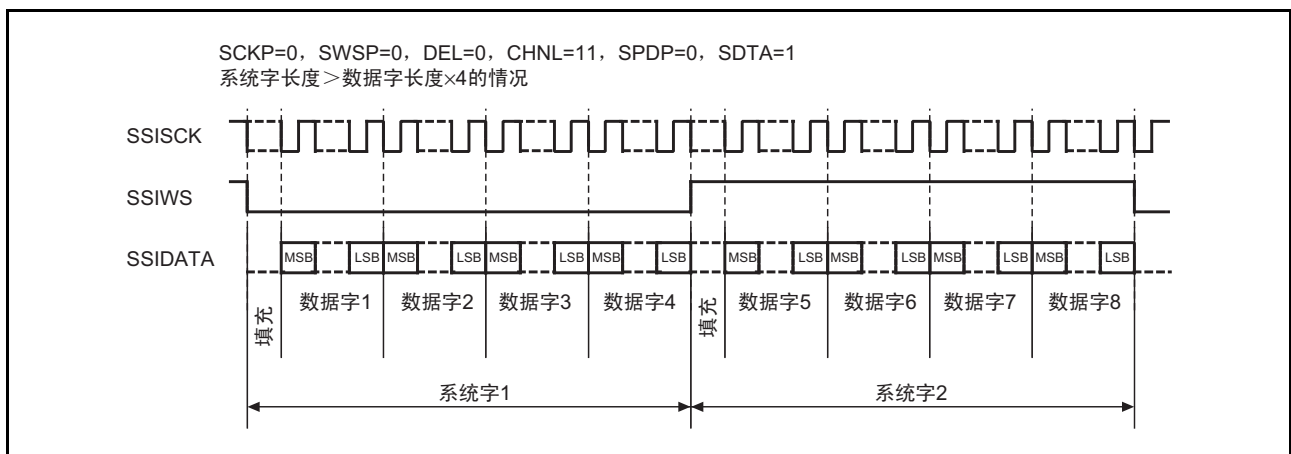 SCKP=0，SWSP=0，DEL=0，CHNL=11，SPDP=0，SDTA=1
系统字长度＞数据字长度×4的情况
SSISCK
SSIWS
SSIDATA
MSB LSB MSB LSB MSB LSB MSB LSB MSB LSB MSB LSB MSB LSB MSB LSB
填充 数据字1 数据字2 数据字3 数据字4 填充 数据字5 数据字6 数据字7 数据字8
系统字1 系统字2